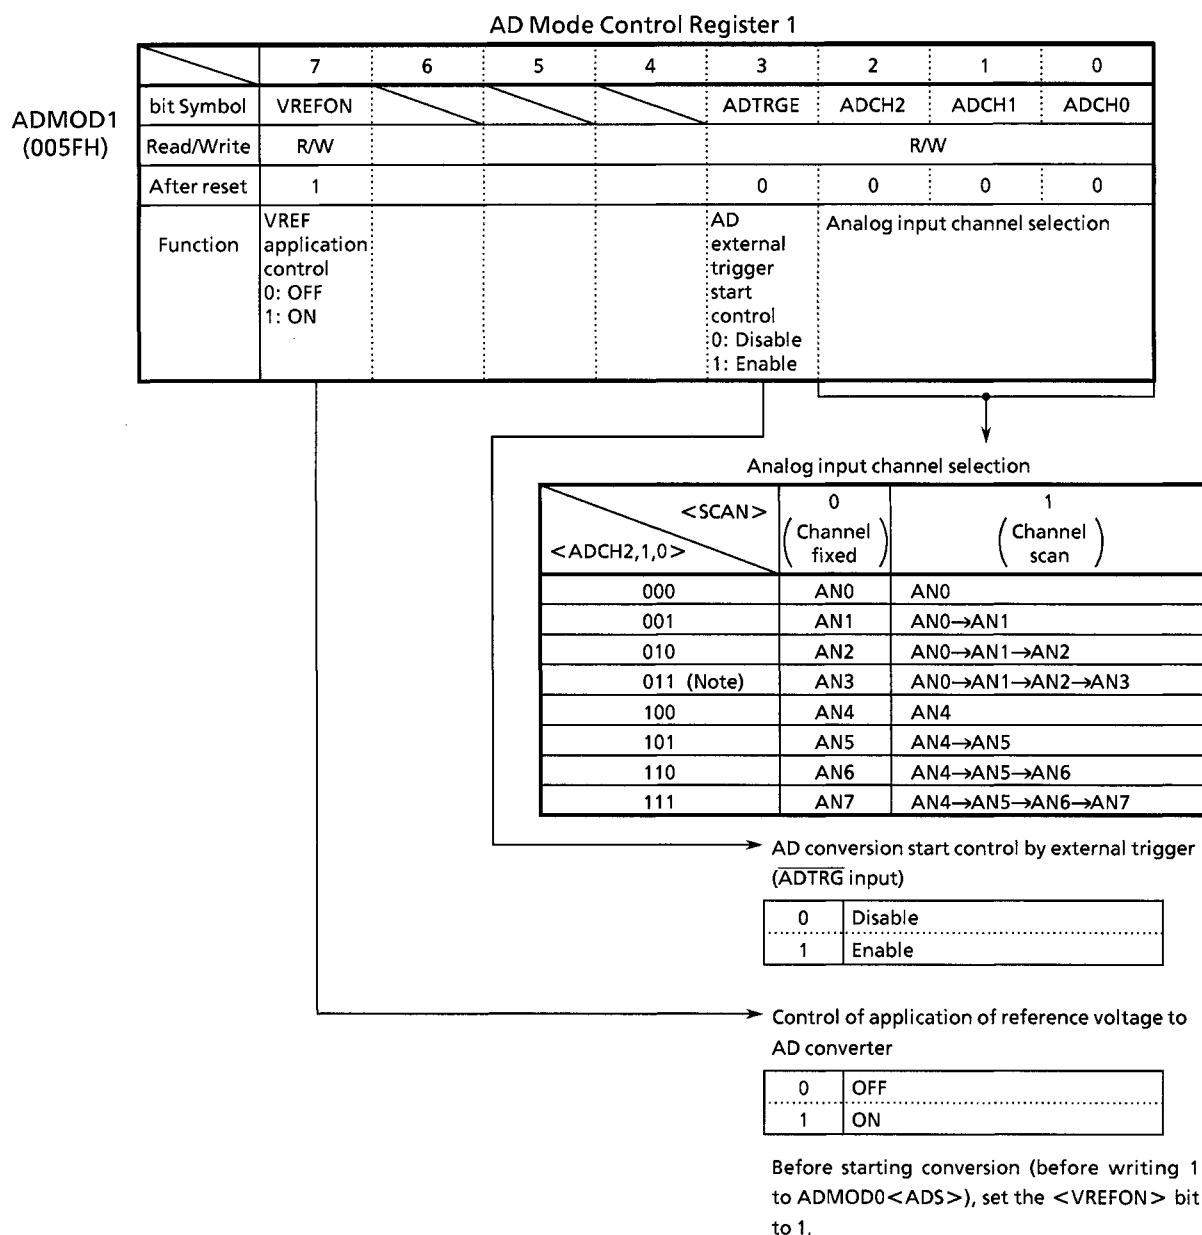 AD Mode Control Register 1
7 6 5 4 3 2 1 0
ADMOD1
(005FH)
bit Symbol VREFON ADTRGE ADCH2 ADCH1 ADCH0
Read/Write R/W R/W
After reset 1 0 0 0 0
Function
VREF
application
control
0: OFF
1: ON
AD
external
trigger
start
control
0: Disable
1: Enable
Analog input channel selection
Analog input channel selection
<SCAN>
<ADCH2,1,0>
0
(Channel
fixed)
1
(Channel
scan)
000 AN0 AN0
001 AN1 AN0→AN1
010 AN2 AN0→AN1→AN2
011 (Note) AN3 AN0→AN1→AN2→AN3
100 AN4 AN4
101 AN5 AN4→AN5
110 AN6 AN4→AN5→AN6
111 AN7 AN4→AN5→AN6→AN7
AD conversion start control by external trigger
(A̅D̅T̅R̅G̅ input)
0 Disable
1 Enable
Control of application of reference voltage to
AD converter
0 OFF
1 ON
Before starting conversion (before writing 1
to ADMOD0<ADS>), set the <VREFON> bit
to 1.